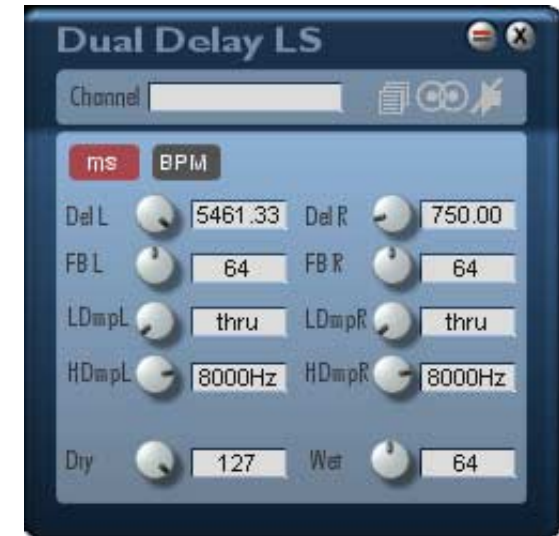 Dual Delay LS
Channel
ms BPM
Del L 5461.33 Del R 750.00
FB L 64 FB R 64
LDmpL thru LDmpR thru
HDmpL 8000Hz HDmpR 8000Hz
Dry 127 Wet 64